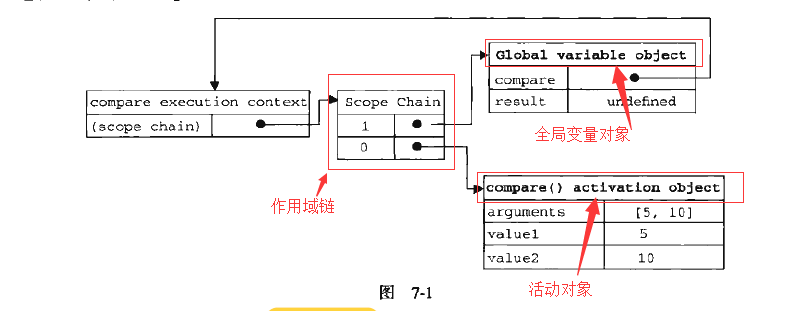 Global variable object
compare
result undefined
compare execution context
(scope chain)
Scope Chain
1
0
全局变量对象
作用域链
compare() activation object
arguments [5, 10]
value1 5
value2 10
活动对象
图 7-1